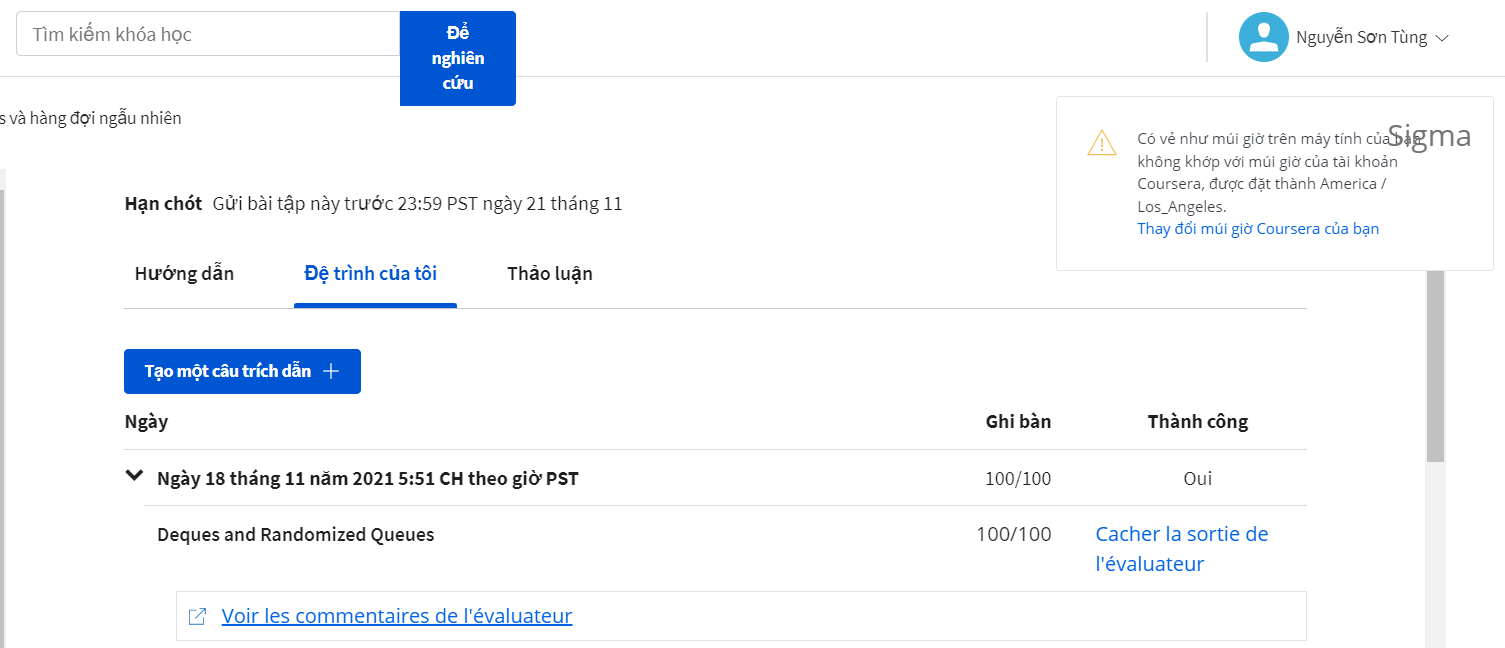 Tìm kiếm khóa học
Để
nghiên
cứu
Nguyễn Sơn Tùng
s và hàng đợi ngẫu nhiên
Sigma
Có vẻ như múi giờ trên máy tính của bạn
không khớp với múi giờ của tài khoản
Coursera, được đặt thành America /
Los_Angeles.
Thay đổi múi giờ Coursera của bạn
Hạn chót Gửi bài tập này trước 23:59 PST ngày 21 tháng 11
Hướng dẫn Đệ trình của tôi Thảo luận
Tạo một câu trích dẫn
Ngày Ghi bàn Thành công
Ngày 18 tháng 11 năm 2021 5:51 CH theo giờ PST 100/100 Oui
Deques and Randomized Queues 100/100 Cacher la sortie de
l'évaluateur
Voir les commentaires de l'évaluateur